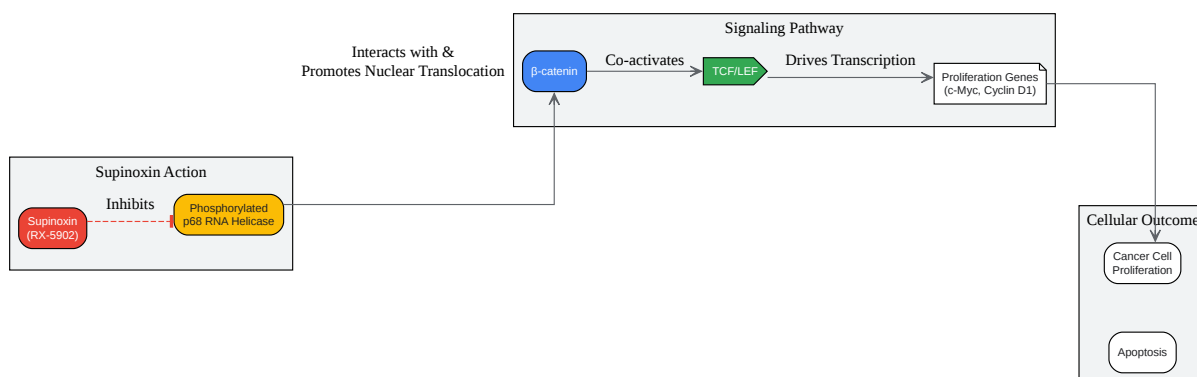 Signaling Pathway
Interacts with &
Promotes Nuclear Translocation
β-catenin
Co-activates
TCF/LEF
Drives Transcription
Proliferation Genes
(c-Myc, Cyclin D1)
Supinoxin Action
Supinoxin
(RX-5902)
Inhibits
Phosphorylated
p68 RNA Helicase
Cellular Outcome
Cancer Cell
Proliferation
Apoptosis